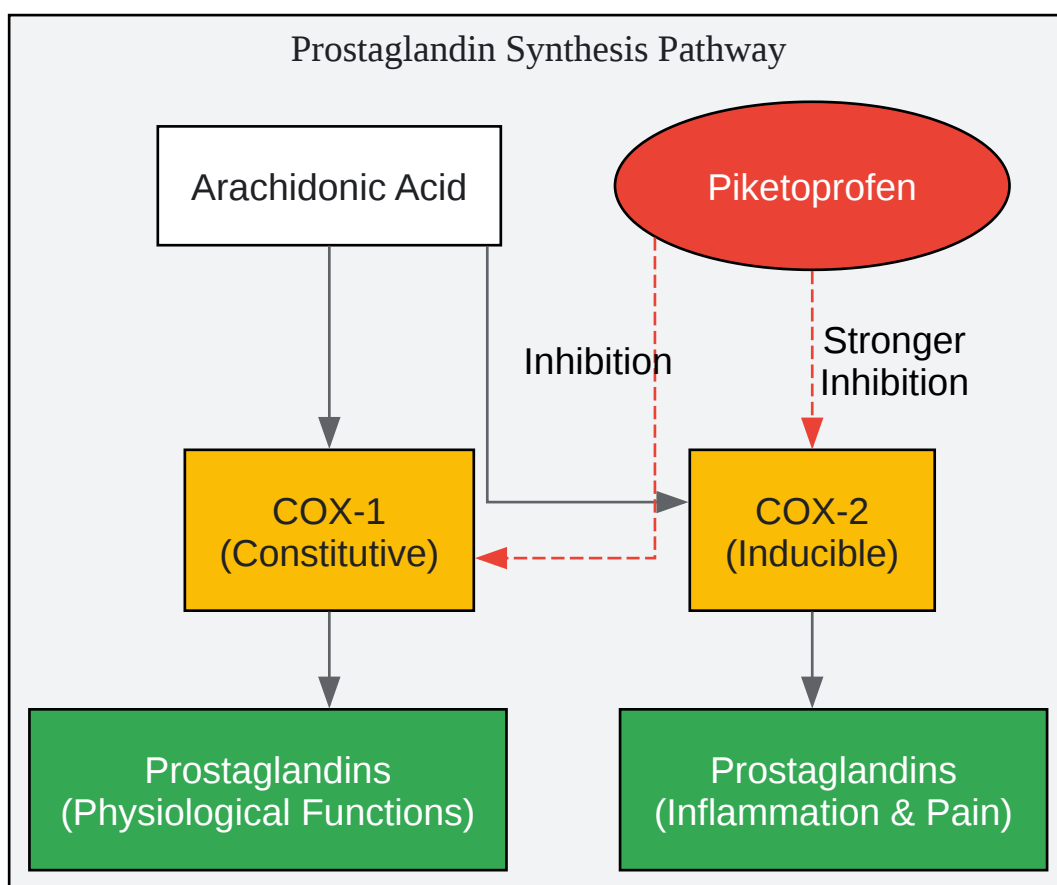 Prostaglandin Synthesis Pathway
Arachidonic Acid
Piketoprofen
Inhibition
Stronger
Inhibition
COX-1
(Constitutive)
COX-2
(Inducible)
Prostaglandins
(Physiological Functions)
Prostaglandins
(Inflammation & Pain)